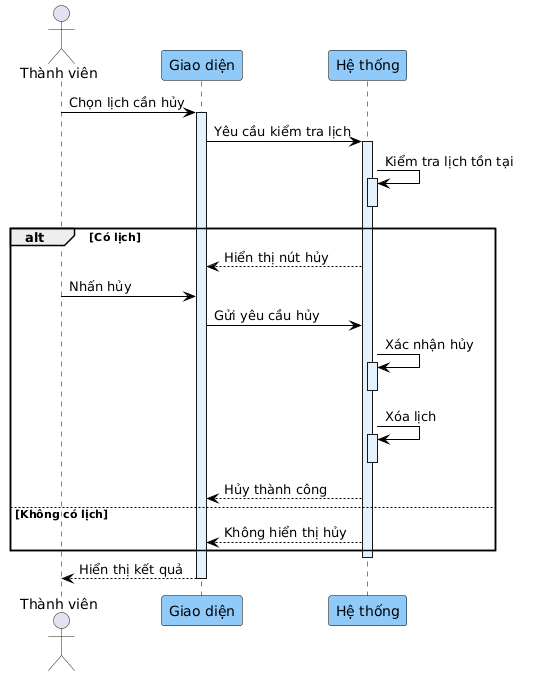 Thành viên
Giao diện
Hệ thống
Chọn lịch cần hủy
Yêu cầu kiểm tra lịch
Kiểm tra lịch tồn tại
alt
[Có lịch]
Hiển thị nút hủy
Nhấn hủy
Gửi yêu cầu hủy
Xác nhận hủy
Xóa lịch
Hủy thành công
[Không có lịch]
Không hiển thị hủy
Hiển thị kết quả
Thành viên
Giao diện
Hệ thống